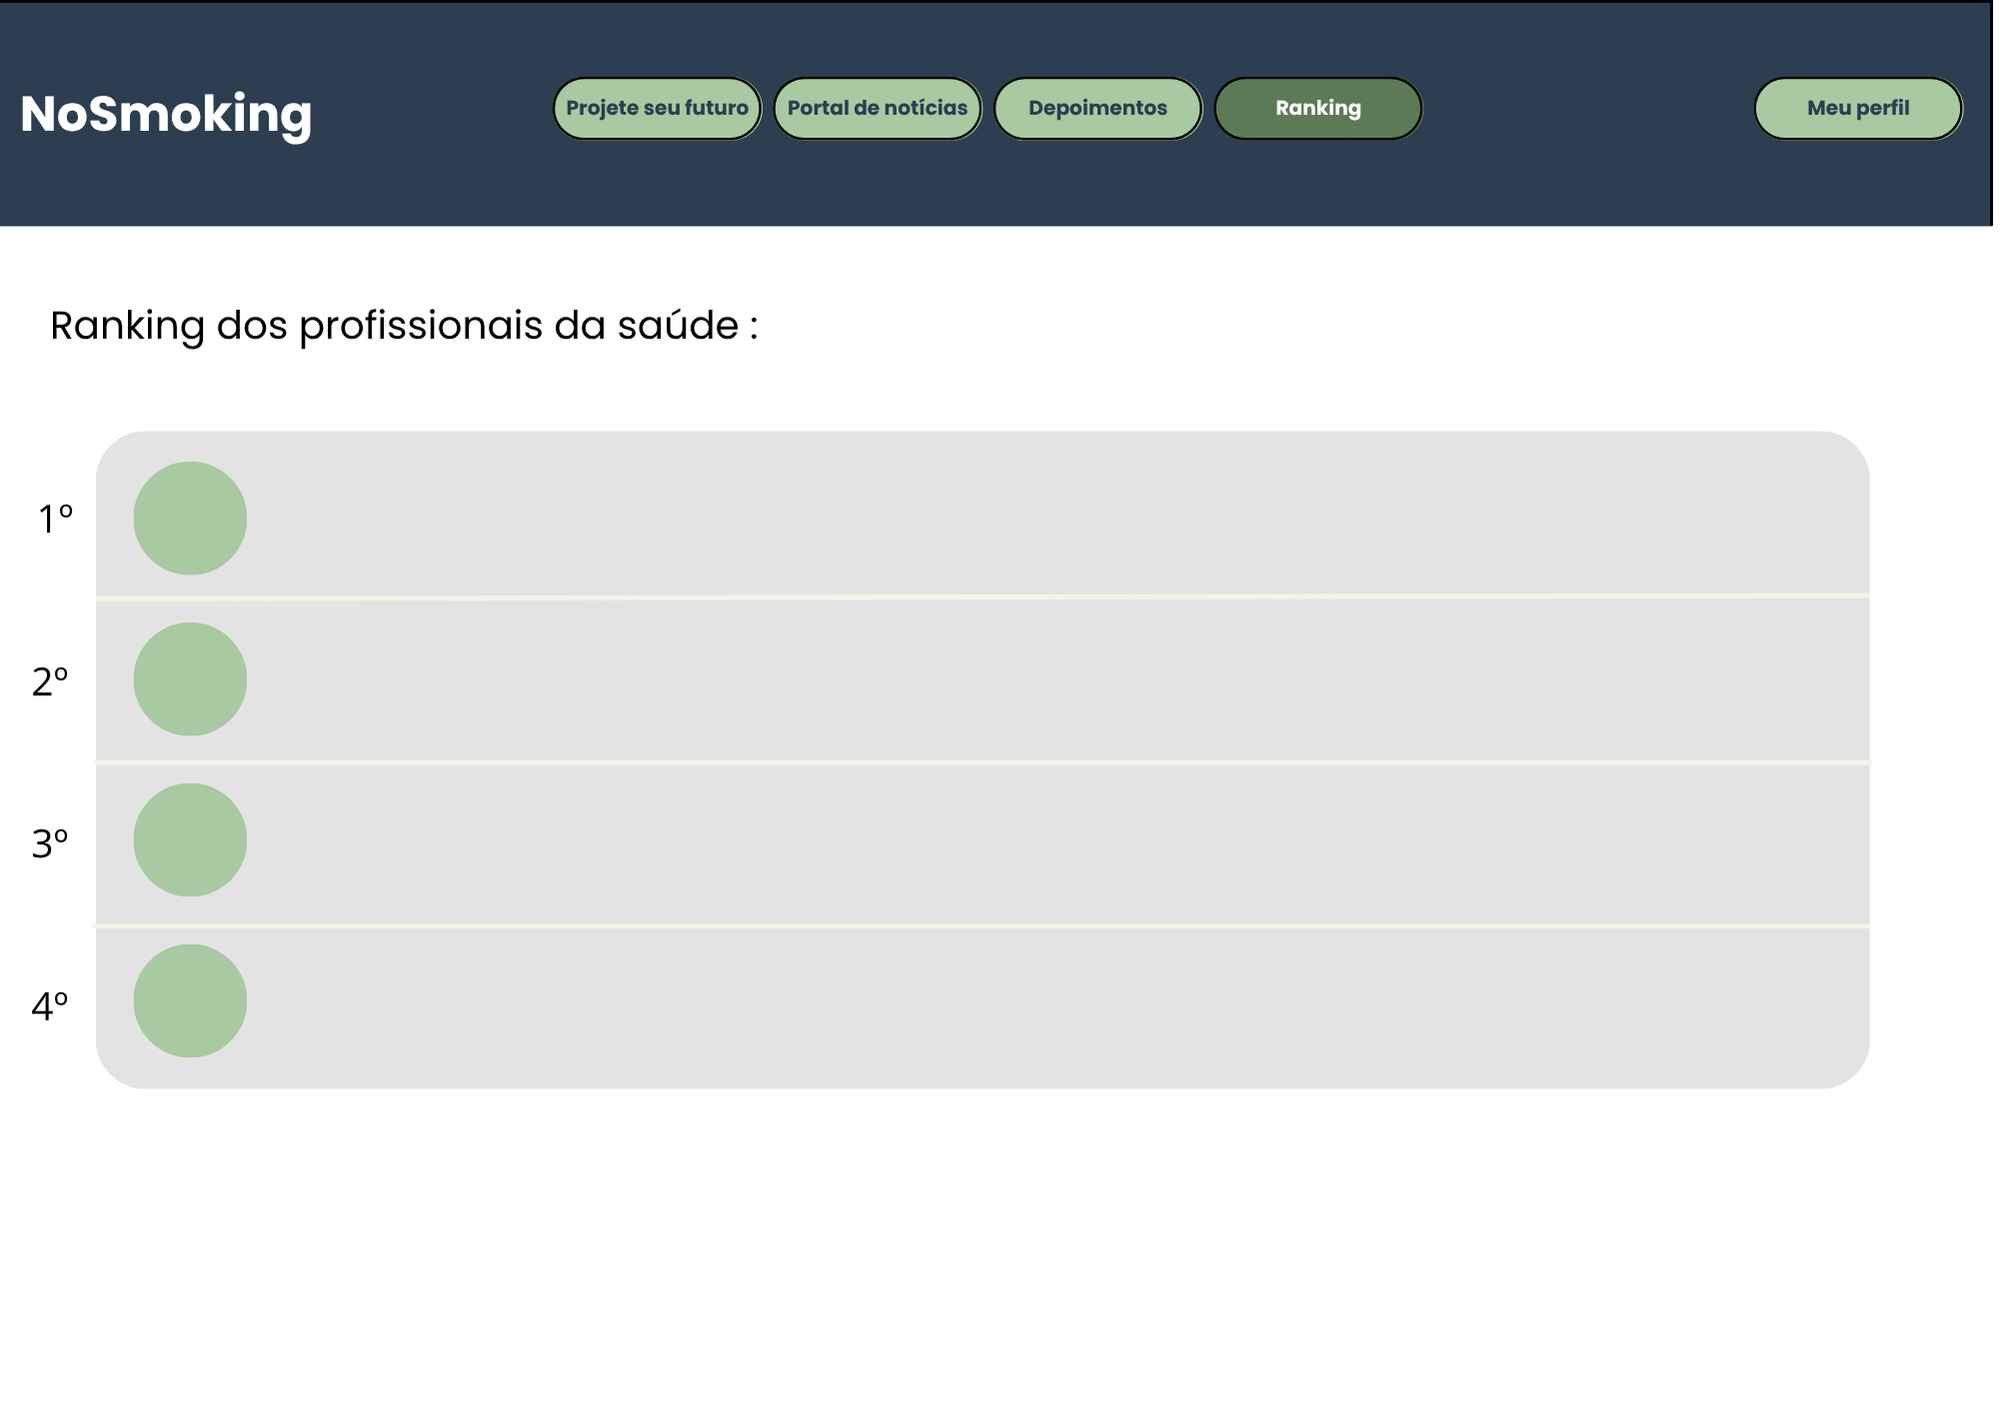 NoSmoking
Projete seu futuro
Portal de notícias
Depoimentos
Ranking
Meu perfil
Ranking dos profissionais da saúde :
1º
2º
3º
4º